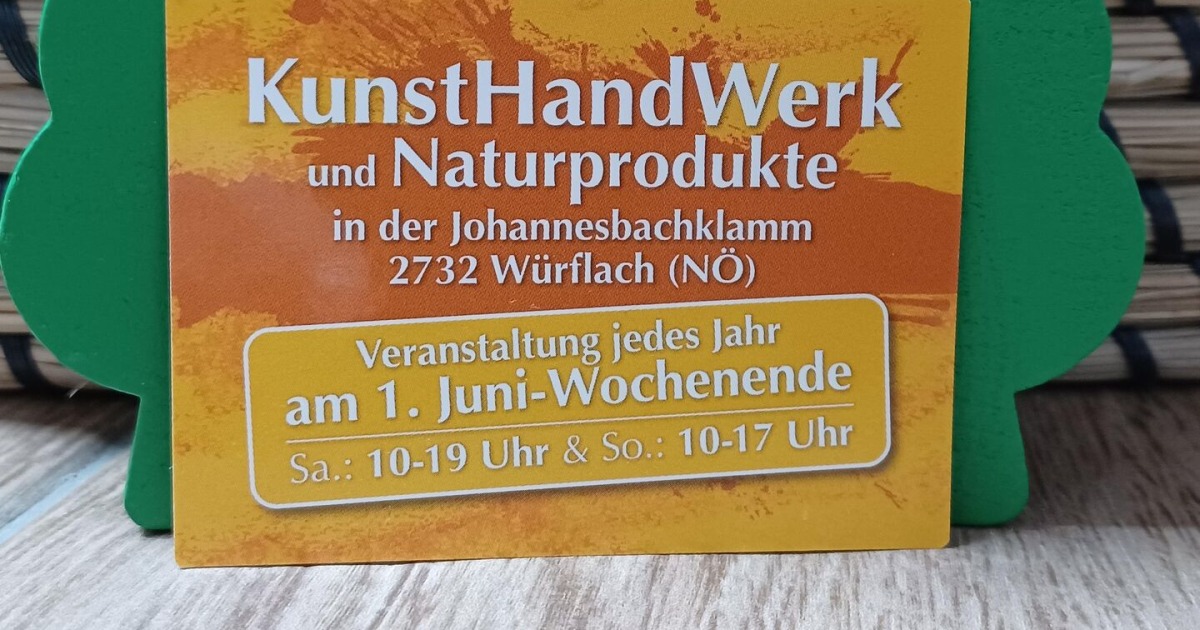 KunstHandWerk
und Naturprodukte
in der Johannesbachklamm
2732 Würflach (NÖ)
Veranstaltung jedes Jahr
am 1. Juni-Wochenende
Sa.: 10-19 Uhr & So.: 10-17 Uhr